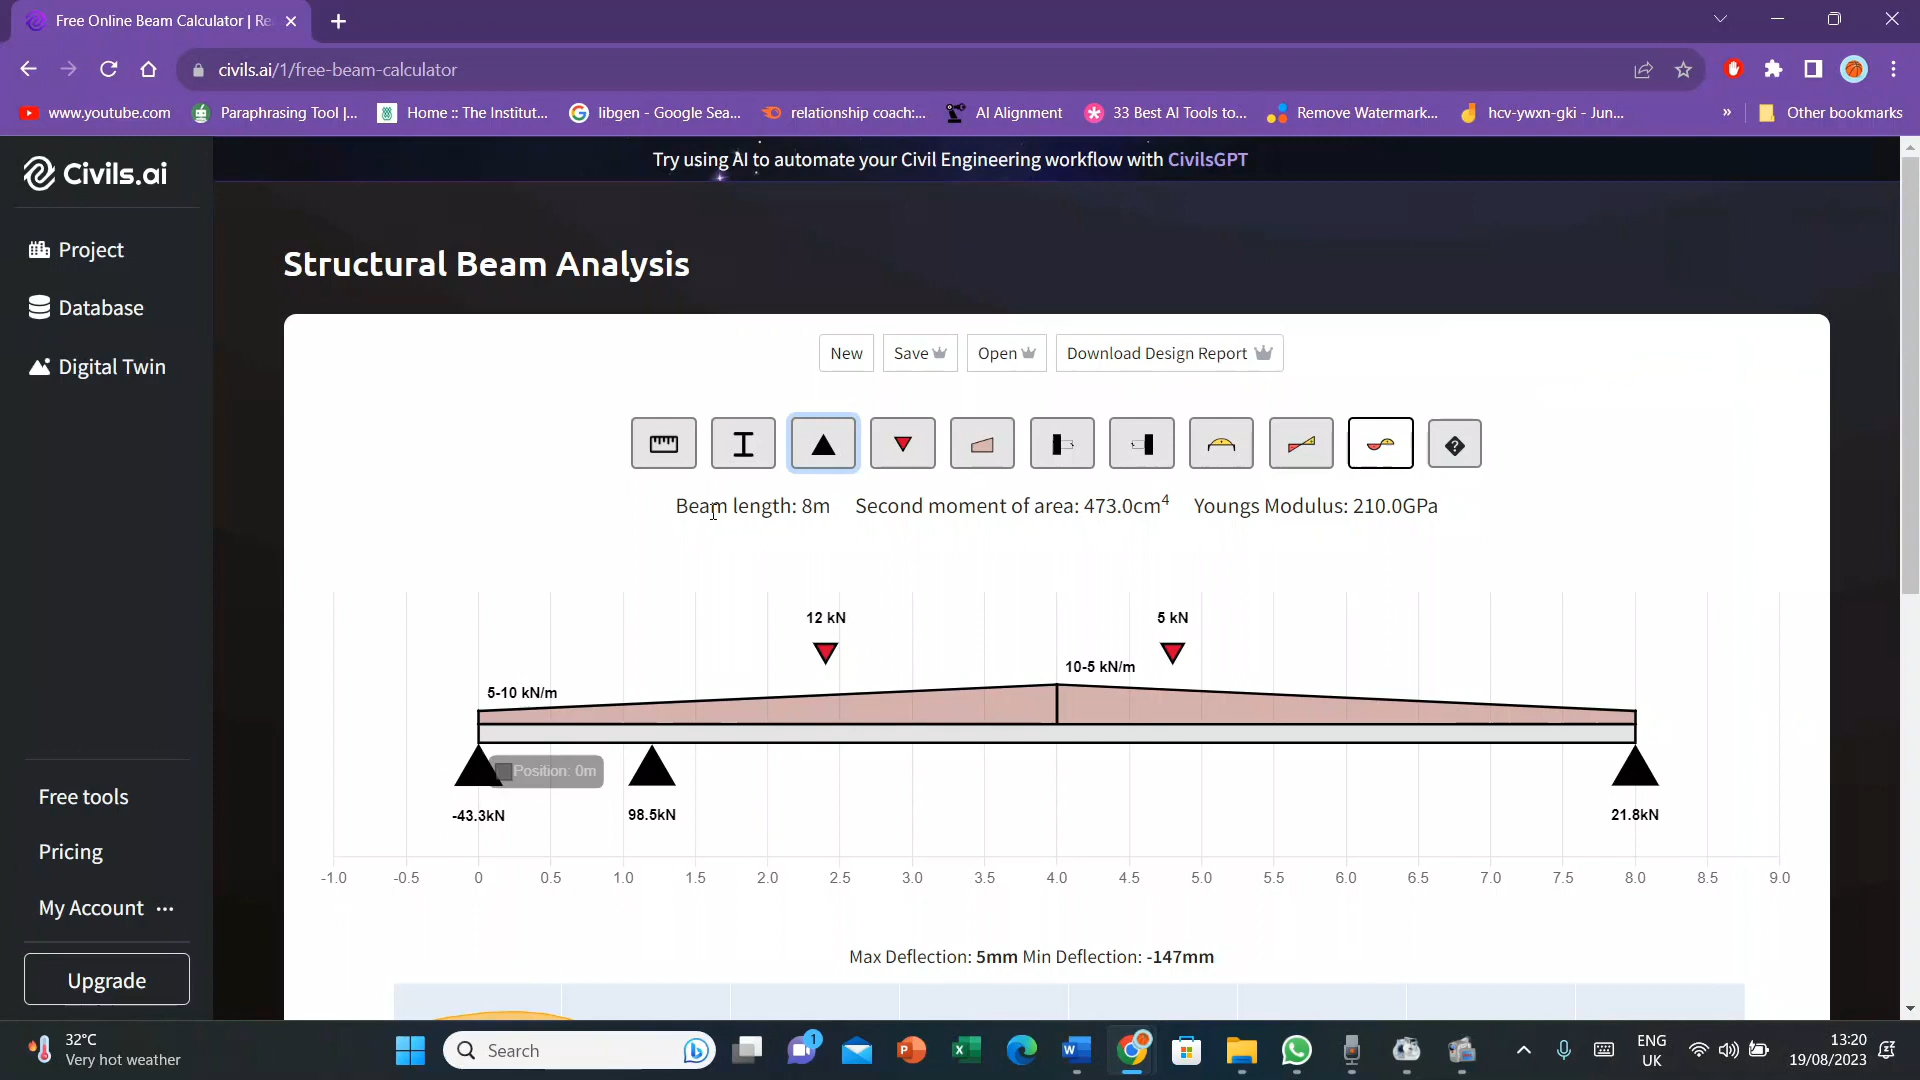 Free Online Beam Calculator | Re
civils.ai/1/free-beam-calculator
www.youtube.com
Paraphrasing Tool |...
Home :: The Institut...
libgen - Google Sea...
relationship coach:...
AI Alignment
33 Best AI Tools to...
Remove Watermark...
hcv-ywxn-gki - Jun...
»
Other bookmarks
Civils.ai
Try using AI to automate your Civil Engineering workflow with CivilsGPT
Project
Database
Digital Twin
Free tools
Pricing
My Account ...
Upgrade
Structural Beam Analysis
New
Save
Open
Download Design Report
Beam length: 8m Second moment of area: 473.0cm⁴ Youngs Modulus: 210.0GPa
12 kN
5 kN
10-5 kN/m
5-10 kN/m
Position: 0m
-43.3kN
98.5kN
21.8kN
-1.0 -0.5 0 0.5 1.0 1.5 2.0 2.5 3.0 3.5 4.0 4.5 5.0 5.5 6.0 6.5 7.0 7.5 8.0 8.5 9.0
Max Deflection: 5mm Min Deflection: -147mm
32°C
Very hot weather
Search
1
ENG
UK
13:20
19/08/2023